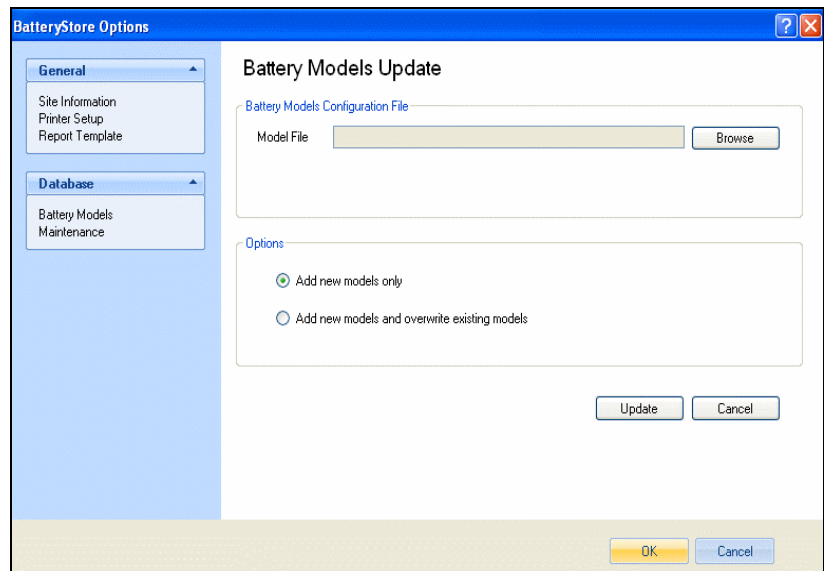 BatteryStore Options
?
X
General
Site Information
Printer Setup
Report Template
Database
Battery Models
Maintenance
Battery Models Update
Battery Models Configuration File
Model File
Browse
Options
Add new models only
Add new models and overwrite existing models
Update
Cancel
OK
Cancel